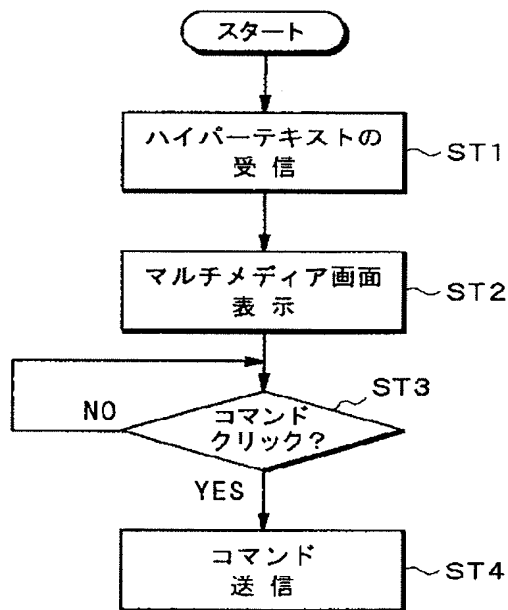 スタート
ハイパーテキストの
受信
ST1
マルチメディア画面
表示
ST2
ST3
コマンド
クリック?
NO
YES
コマンド
送信
ST4